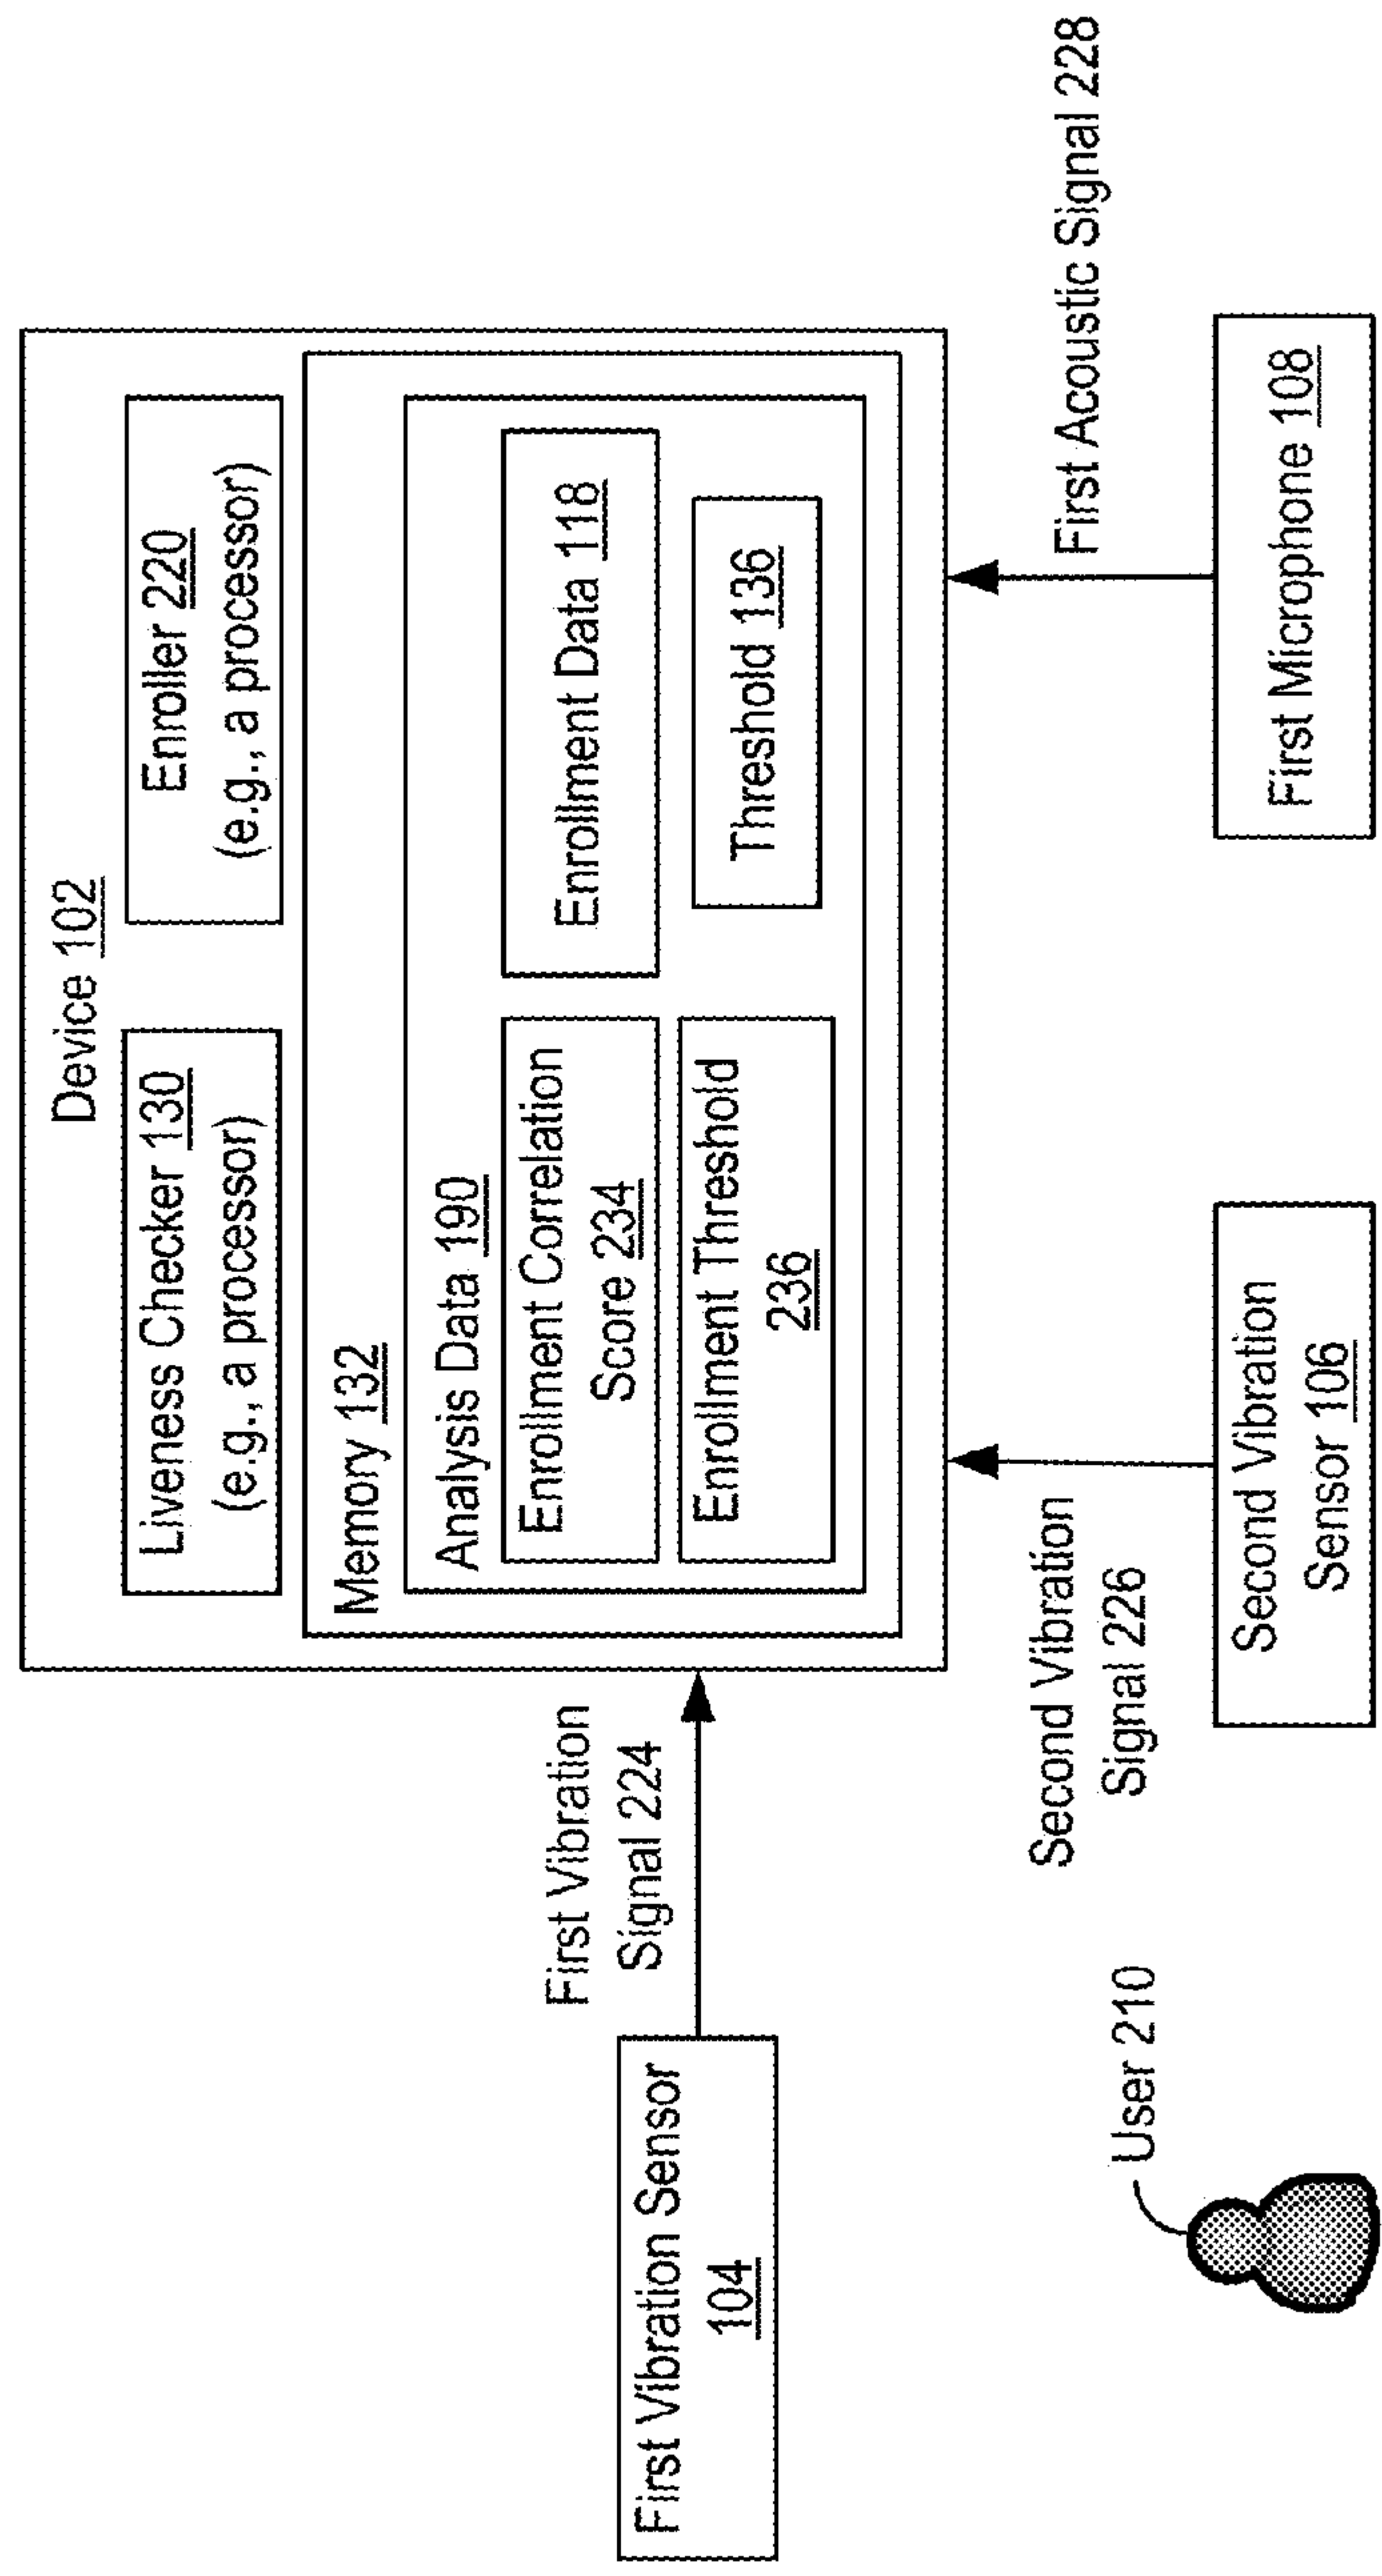 Device 102
Liveness Checker 130
(e.g., a processor)
Enroller 220
(e.g., a processor)
Memory 132
Analysis Data 190
Enrollment Correlation
Score 234
Enrollment Data 118
Enrollment Threshold
236
Threshold 136
First Vibration
Signal 224
First Vibration Sensor
104
Second Vibration
Signal 226
First Acoustic Signal 228
User 210
Second Vibration
Sensor 106
First Microphone 108